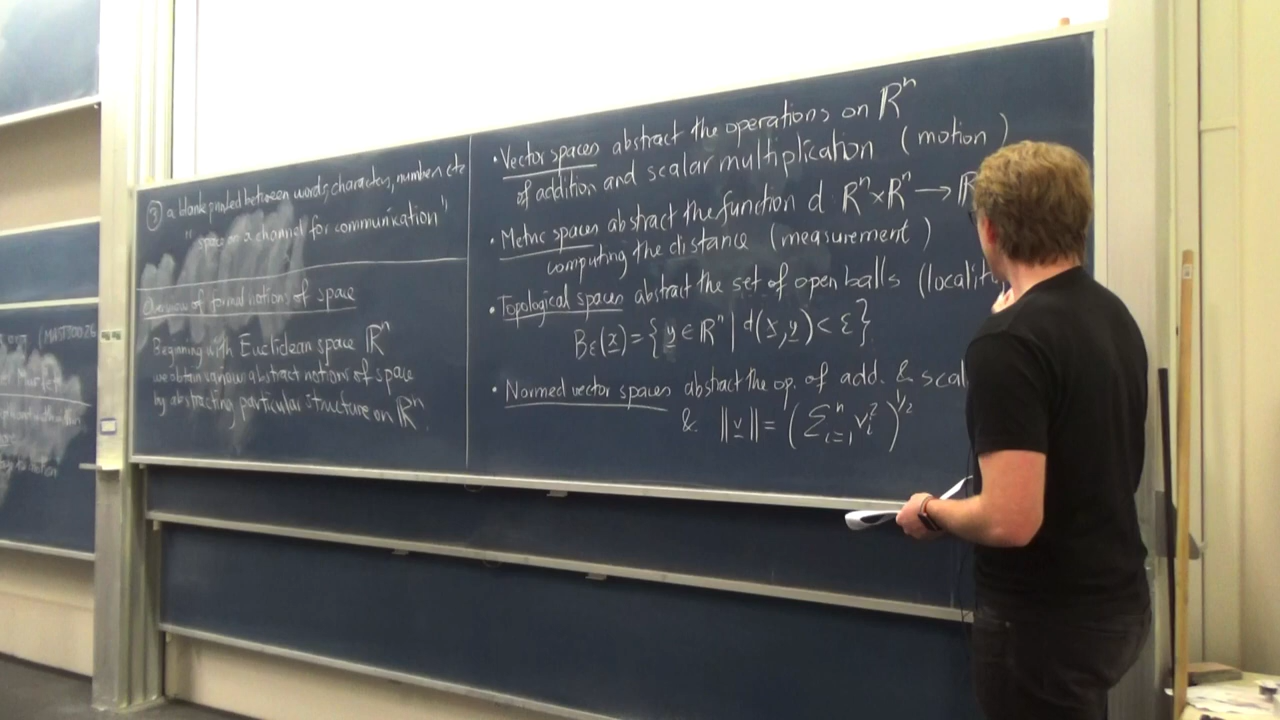 ③ a blank printed between words, characters, numbers etc
" space on a channel for communication"
Overview of formal notions of space
Beginning with Euclidean space ℝⁿ
we obtain various abstract notions of space
by abstracting particular structure on ℝⁿ.
• Vector spaces abstract the operations on ℝⁿ
of addition and scalar multiplication (motion)
• Metric spaces abstract the function d ℝⁿ×ℝⁿ → ℝ
computing the distance (measurement)
• Topological spaces abstract the set of open balls (localit
Bε(x) = { y ∈ ℝⁿ | d(x,y) < ε }
• Normed vector spaces abstract the op. of add. & scal
& ||v|| = ( Σᵢ₌₁ⁿ vᵢ² )^1/2